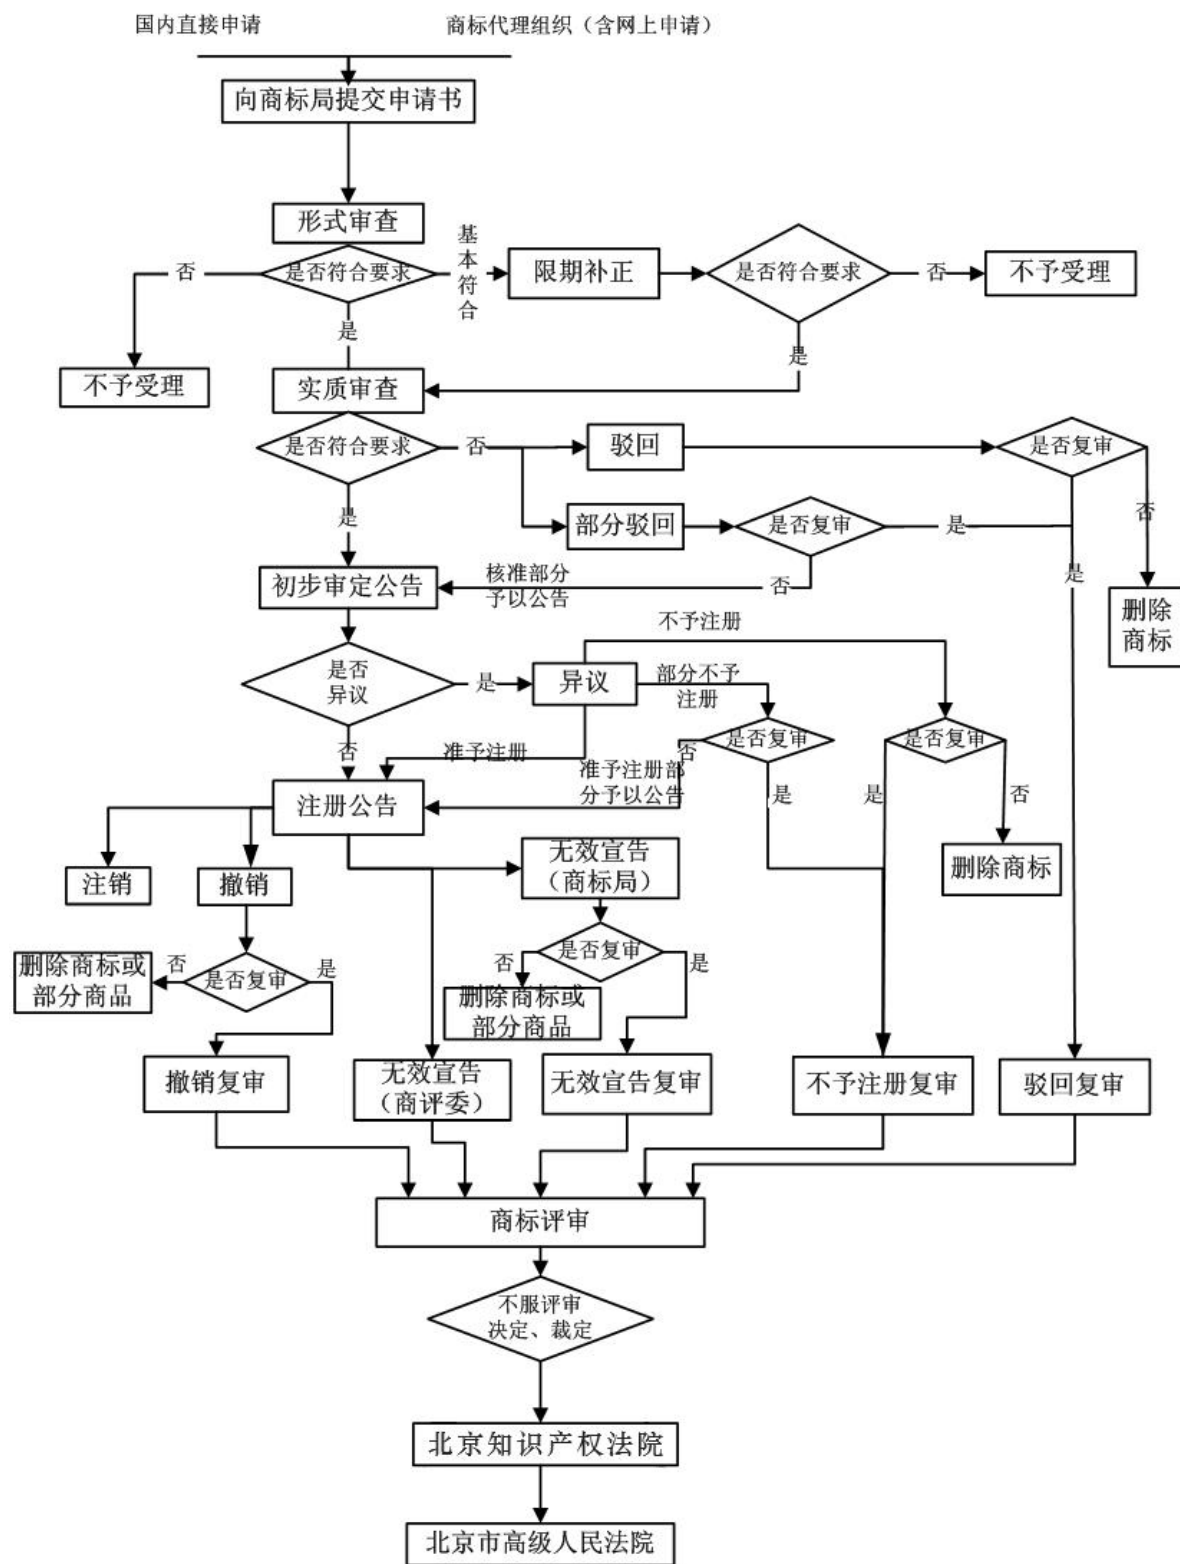 国内直接申请
商标代理组织（含网上申请）
向商标局提交申请书
形式审查
是否符合要求
否
基
本
符
合
限期补正
是否符合要求
否
不予受理
是
是
不予受理
实质审查
是否符合要求
否
驳回
是否复审
是
部分驳回
是否复审
是
否
是
初步审定公告
核准部分
予以公告
否
删除
商标
不予注册
是否
异议
是
异议
部分不予
注册
否
准予注册
否
是否复审
是否复审
准予注册部
分予以公告
是
是
否
注册公告
注销
撤销
无效宣告
（商标局）
删除商标
删除商标或
部分商品
否
是否复审
是
否
是否复审
是
删除商标或
部分商品
撤销复审
无效宣告
（商评委）
无效宣告复审
不予注册复审
驳回复审
商标评审
不服评审
决定、裁定
北京知识产权法院
北京市高级人民法院